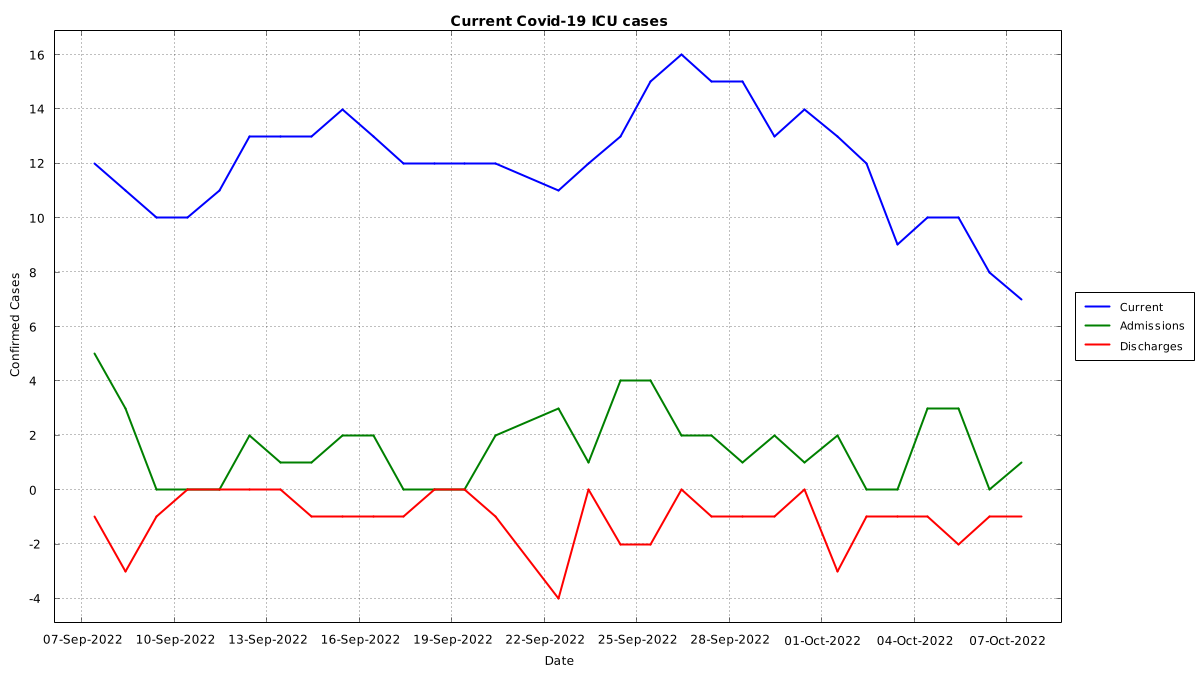 Current Covid-19 ICU cases
16
14
12
10
8
6
4
2
0
-2
-4
Confirmed Cases
07-Sep-2022 10-Sep-2022 13-Sep-2022 16-Sep-2022 19-Sep-2022 22-Sep-2022 25-Sep-2022 28-Sep-2022 01-Oct-2022 04-Oct-2022 07-Oct-2022
Date
Current
Admissions
Discharges